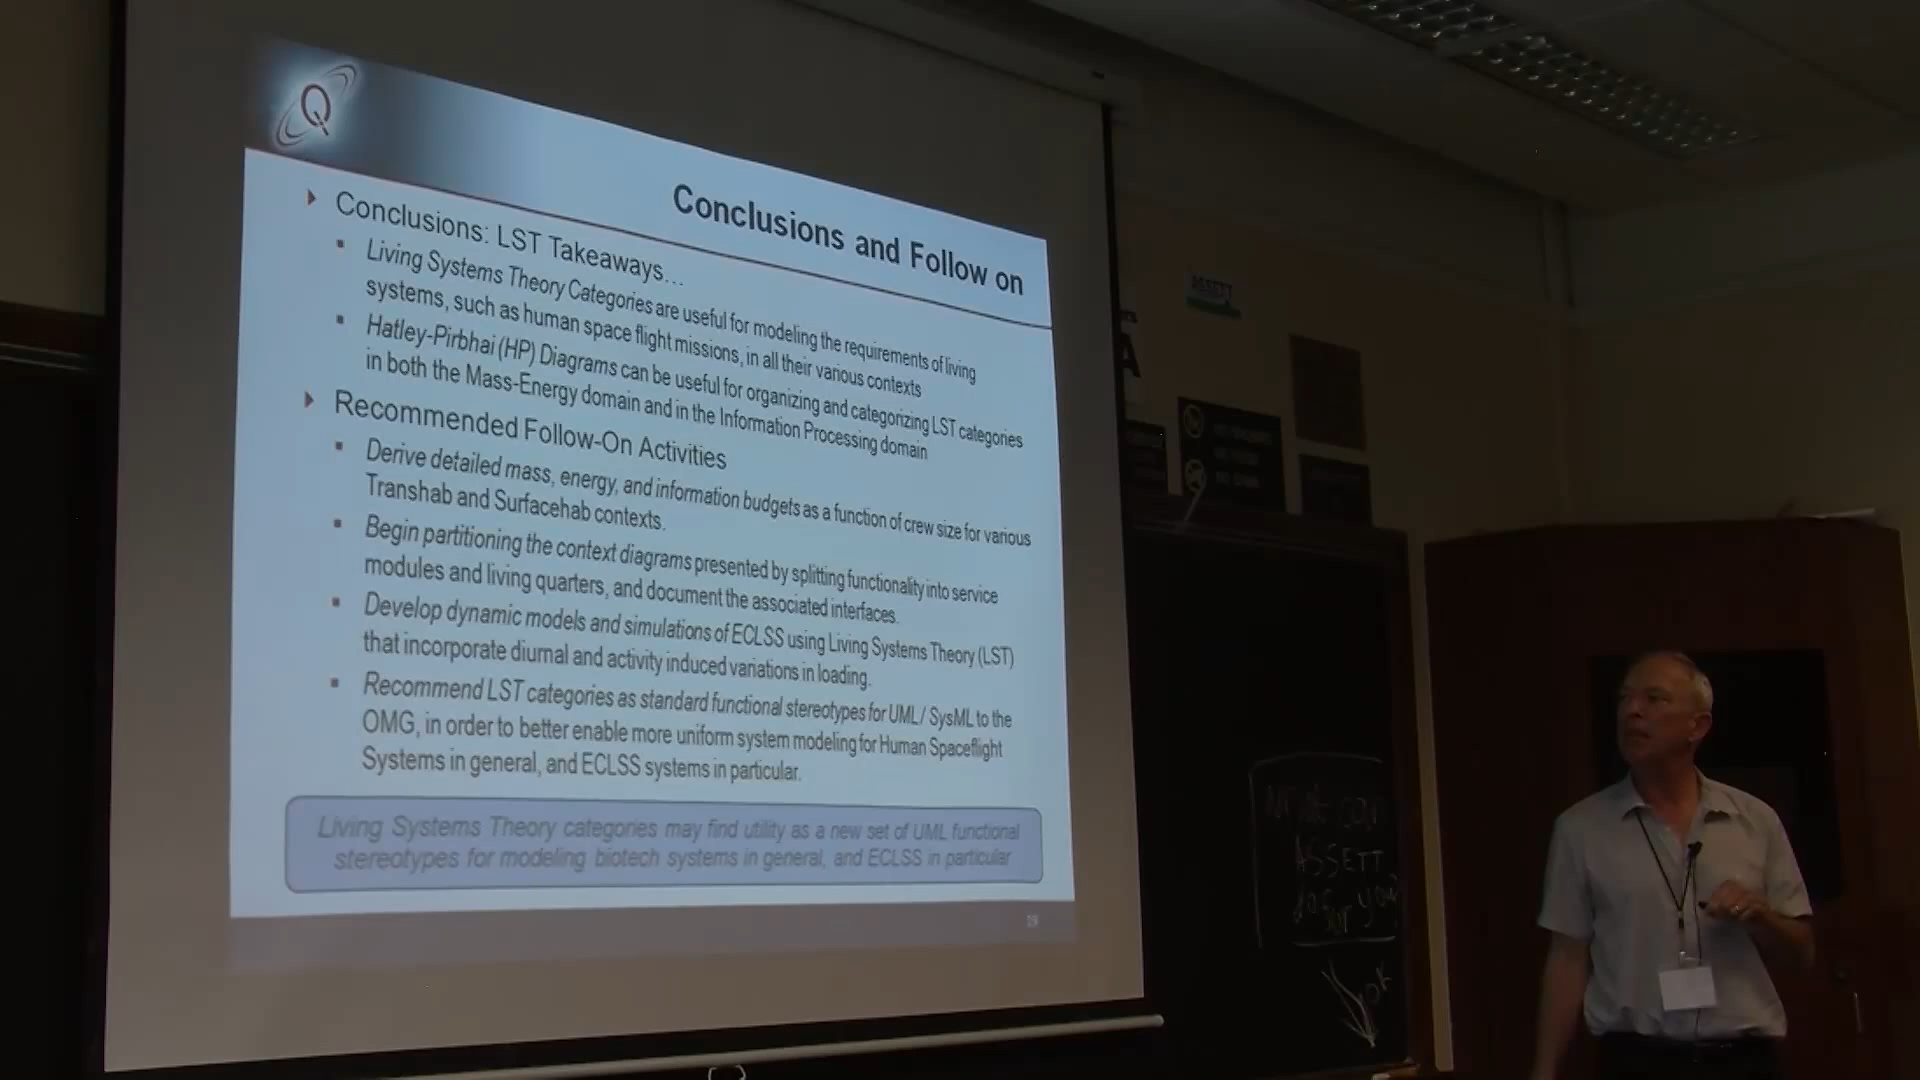 Q
Conclusions and Follow on
Conclusions: LST Takeaways...
Living Systems Theory Categories are useful for modeling the requirements of living
systems, such as human space flight missions, in all their various contexts
Hatley-Pirbhai (HP) Diagrams can be useful for organizing and categorizing LST categories
in both the Mass-Energy domain and in the Information Processing domain
Recommended Follow-On Activities
Derive detailed mass, energy, and information budgets as a function of crew size for various
Transhab and Surfacehab contexts.
Begin partitioning the context diagrams presented by splitting functionality into service
modules and living quarters, and document the associated interfaces.
Develop dynamic models and simulations of ECLSS using Living Systems Theory (LST)
that incorporate diurnal and activity induced variations in loading.
Recommend LST categories as standard functional stereotypes for UML/ SysML to the
OMG, in order to better enable more uniform system modeling for Human Spaceflight
Systems in general, and ECLSS systems in particular.
Living Systems Theory categories may find utility as a new set of UML functional
stereotypes for modeling biotech systems in general, and ECLSS in particular
19
ASSETT
A
ASSETT